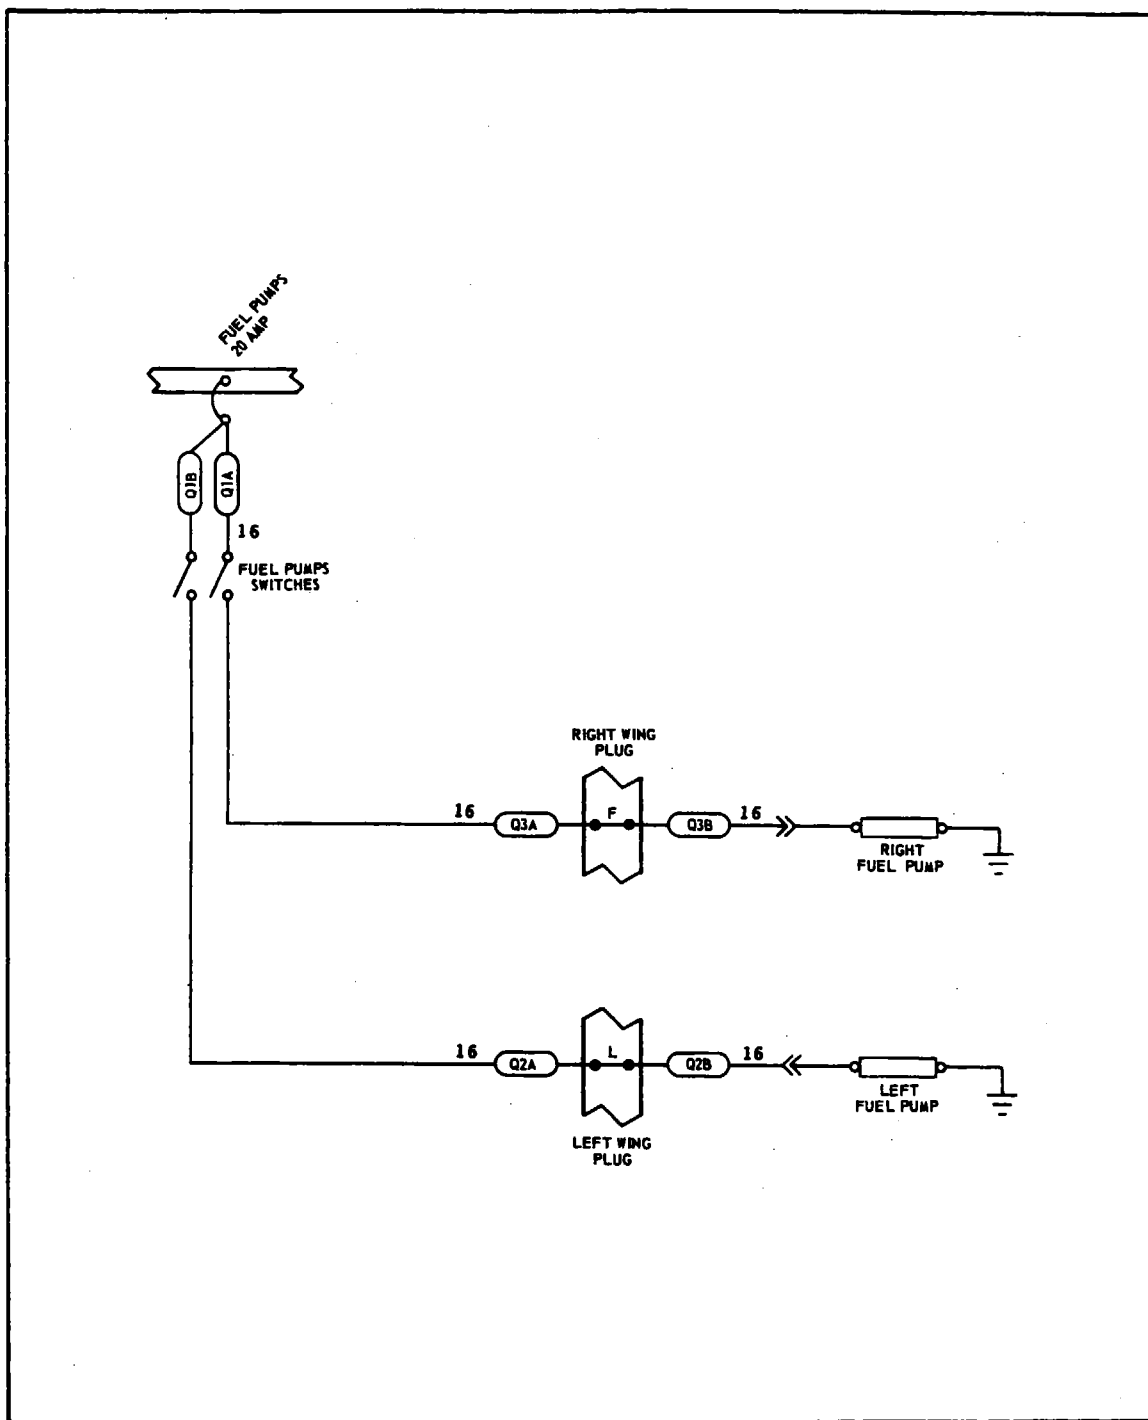 FUEL PUMPS
20 AMP
Q1B
Q1A
16
FUEL PUMPS
SWITCHES
RIGHT WING
PLUG
16
Q3A
F
Q3B
16
RIGHT
FUEL PUMP
16
Q2A
L
Q2B
16
LEFT
FUEL PUMP
LEFT WING
PLUG